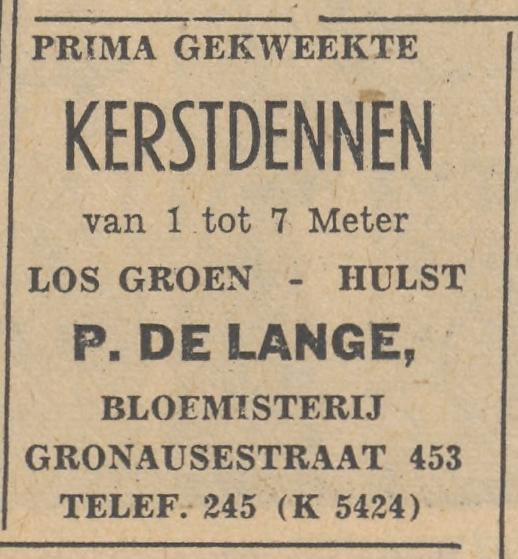 PRIMA GEKWEEKTE
KERSTDENNEN
van 1 tot 7 Meter
LOS GROEN - HULST
P. DE LANGE,
BLOEMISTERIJ
GRONAUSESTRAAT 453
TELEF. 245 (K 5424)